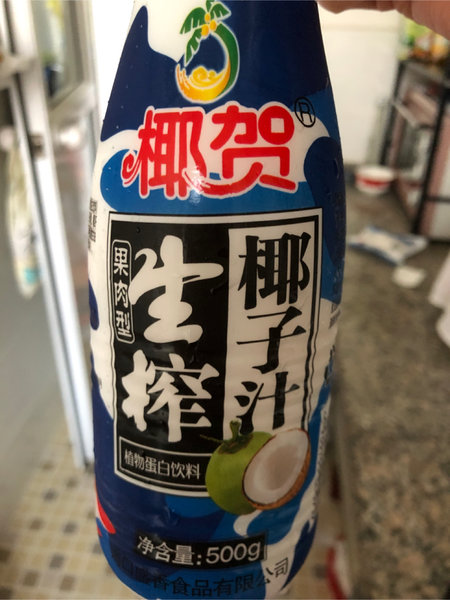 椰贺®
果肉型
生榨
椰子汁
植物蛋白饮料
净含量:500g
香食品有限公司